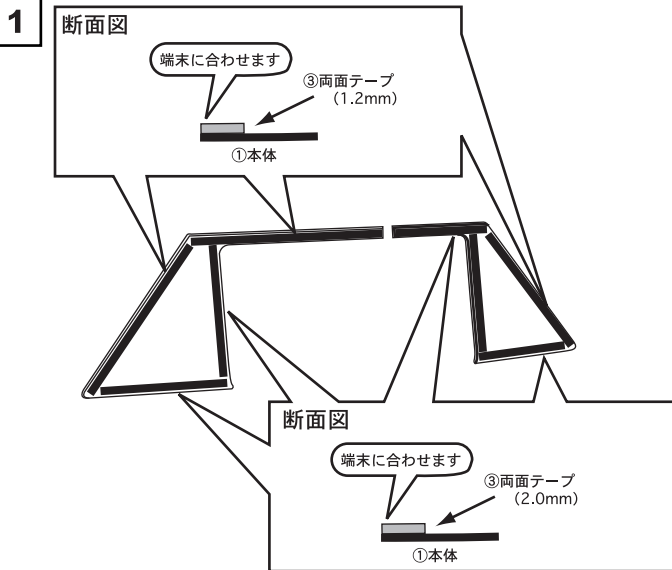 1
断面図
端末に合わせます
③両面テープ
(1.2mm)
①本体
断面図
端末に合わせます
③両面テープ
(2.0mm)
①本体